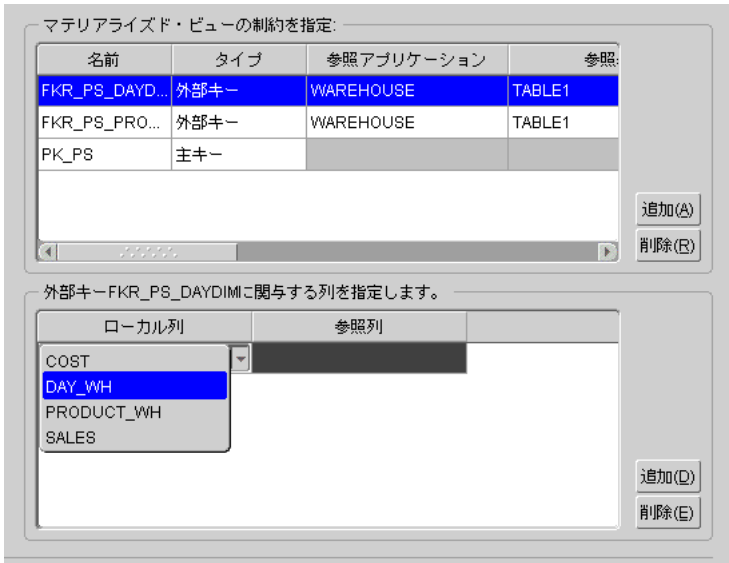 マテリアライズド・ビューの制約を指定:
名前 タイプ 参照アプリケーション 参照:
FKR_PS_DAYD... 外部キー WAREHOUSE TABLE1
FKR_PS_PRO... 外部キー WAREHOUSE TABLE1
PK_PS 主キー
追加(A)
削除(R)
外部キーFKR_PS_DAYDIMに関与する列を指定します。
ローカル列 参照列
COST
DAY_WH
PRODUCT_WH
SALES
追加(D)
削除(E)